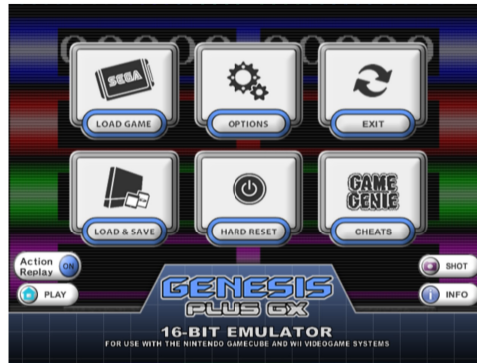 SEGA
LOAD GAME
OPTIONS
EXIT
GAME
GENIE
LOAD & SAVE
HARD RESET
CHEATS
Action
Replay
ON
SHOT
PLAY
INFO
GENESIS
PLUS GX
16-BIT EMULATOR
FOR USE WITH THE NINTENDO GAMECUBE AND WII VIDEOGAME SYSTEMS